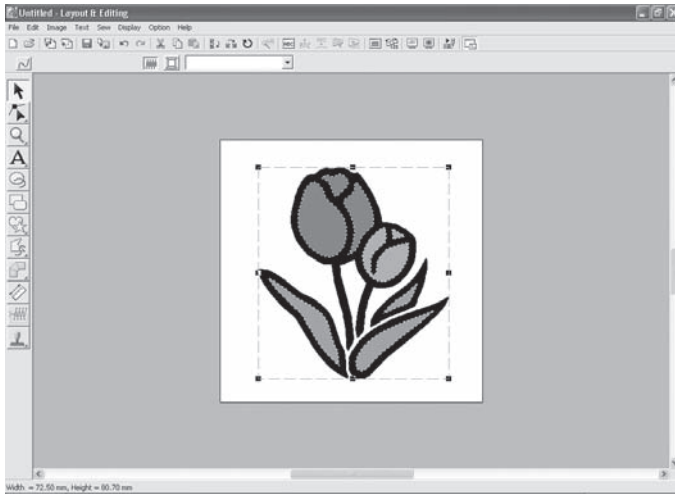 Untitled - Layout & Editing
File Edit Image Text Sew Display Option Help
A
Width = 72.50 mm, Height = 80.70 mm